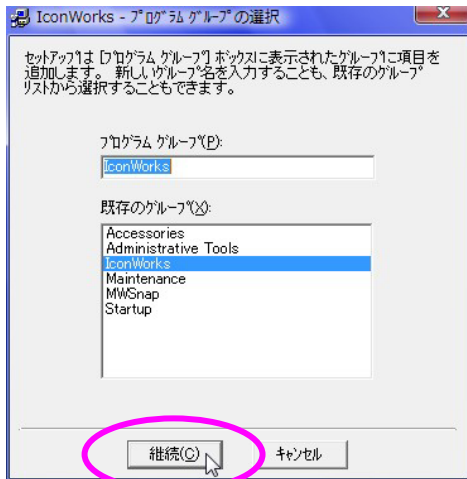 IconWorks - ﾌﾟﾛｸﾞﾗﾑ ｸﾞﾙｰﾌﾟの選択
ｾｯﾄｱｯﾌﾟは [ﾌﾟﾛｸﾞﾗﾑ ｸﾞﾙｰﾌﾟ] ﾎﾞｯｸｽに表示されたｸﾞﾙｰﾌﾟに項目を
追加します。 新しいｸﾞﾙｰﾌﾟ名を入力することも、既存のｸﾞﾙｰﾌﾟ
ﾘｽﾄから選択することもできます。
ﾌﾟﾛｸﾞﾗﾑ ｸﾞﾙｰﾌﾟ(P):
IconWorks
既存のｸﾞﾙｰﾌﾟ(X):
Accessories
Administrative Tools
IconWorks
Maintenance
MWSnap
Startup
継続(C)
ｷｬﾝｾﾙ